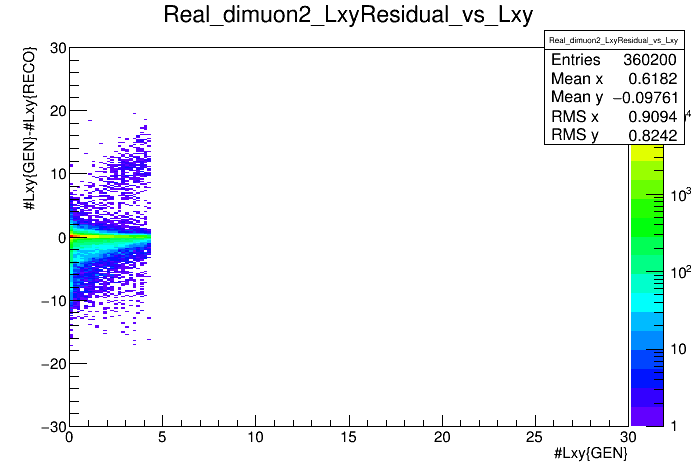 Real_dimuon2_LxyResidual_vs_Lxy
Real_dimuon2_LxyResidual_vs_Lxy
Entries 360200
Mean x 0.6182
Mean y −0.09761
RMS x 0.9094
RMS y 0.8242
#Lxy{GEN}-#Lxy{RECO}
30
20
10
0
−10
−20
−30
0 5 10 15 20 25 30
#Lxy{GEN}
4
10³
10²
10
1